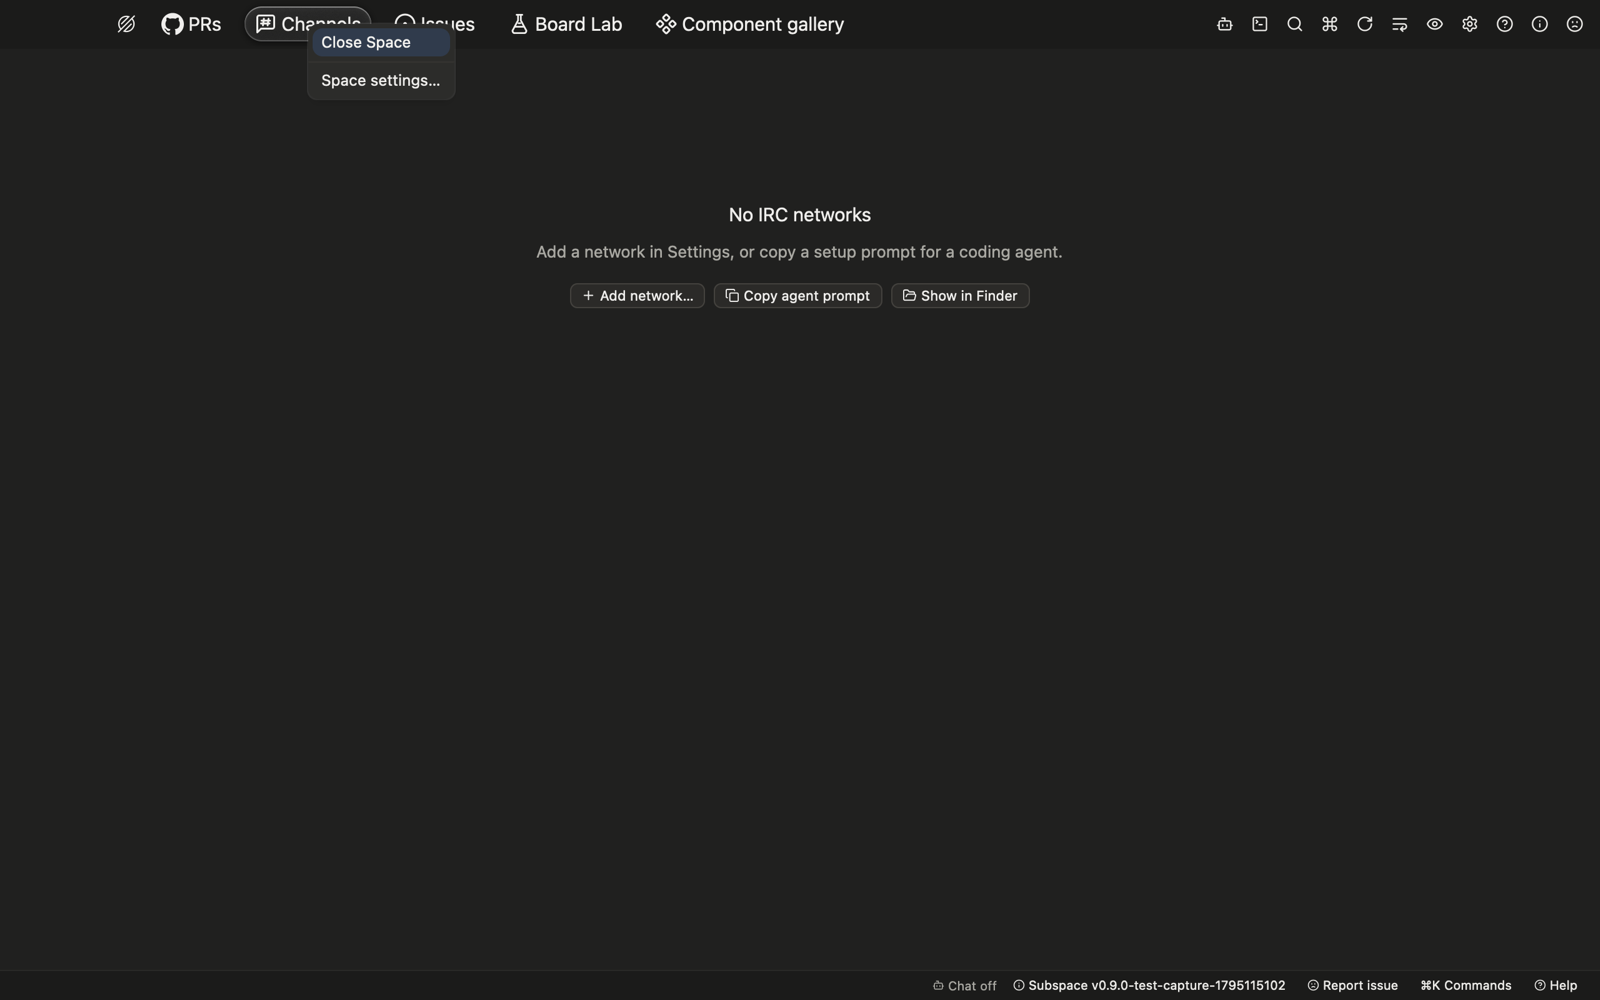 PRs Channels Issues Board Lab Component gallery
Close Space
Space settings...
No IRC networks
Add a network in Settings, or copy a setup prompt for a coding agent.
Add network... Copy agent prompt Show in Finder
Chat off Subspace v0.9.0-test-capture-1795115102 Report issue ⌘K Commands Help